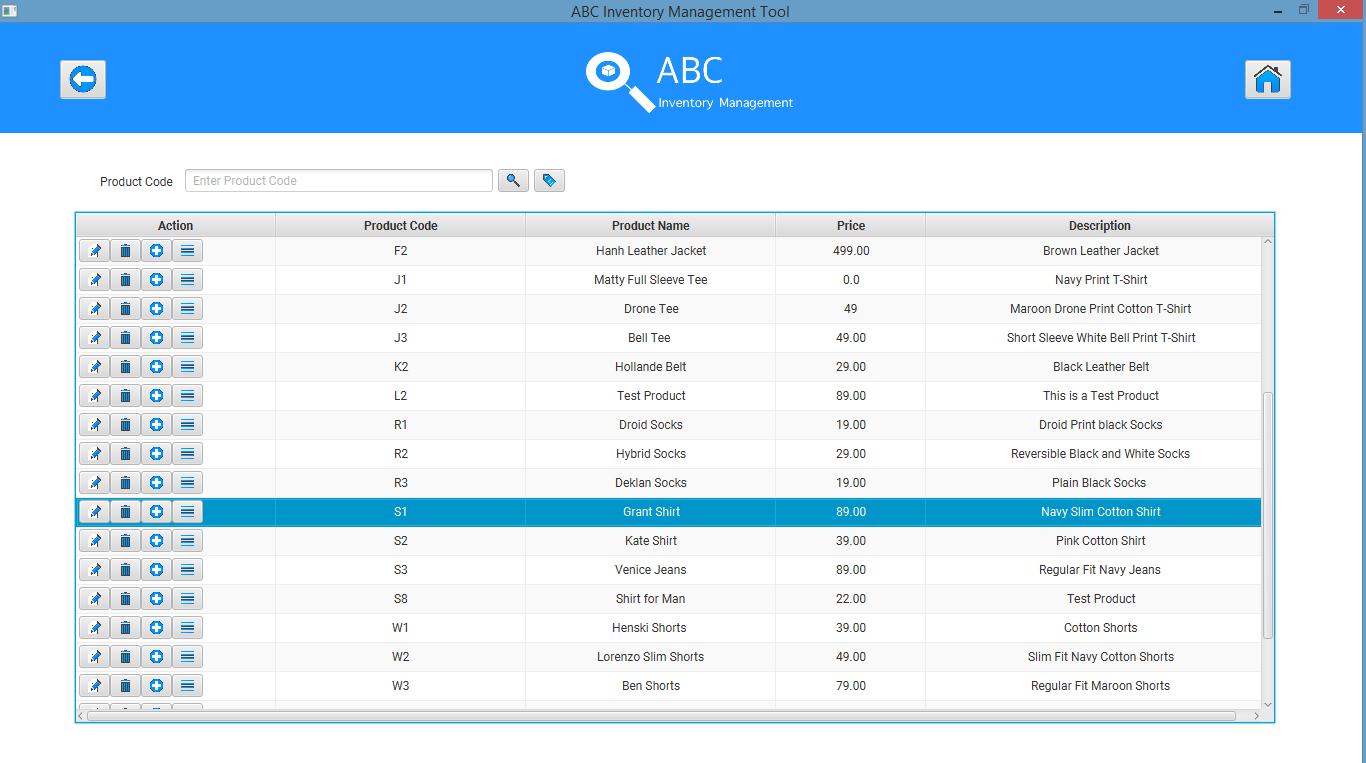 ABC Inventory Management Tool
ABC
Inventory Management
Product Code Enter Product Code
Action Product Code Product Name Price Description
F2 Hanh Leather Jacket 499.00 Brown Leather Jacket
J1 Matty Full Sleeve Tee 0.0 Navy Print T-Shirt
J2 Drone Tee 49 Maroon Drone Print Cotton T-Shirt
J3 Bell Tee 49.00 Short Sleeve White Bell Print T-Shirt
K2 Hollande Belt 29.00 Black Leather Belt
L2 Test Product 89.00 This is a Test Product
R1 Droid Socks 19.00 Droid Print black Socks
R2 Hybrid Socks 29.00 Reversible Black and White Socks
R3 Deklan Socks 19.00 Plain Black Socks
S1 Grant Shirt 89.00 Navy Slim Cotton Shirt
S2 Kate Shirt 39.00 Pink Cotton Shirt
S3 Venice Jeans 89.00 Regular Fit Navy Jeans
S8 Shirt for Man 22.00 Test Product
W1 Henski Shorts 39.00 Cotton Shorts
W2 Lorenzo Slim Shorts 49.00 Slim Fit Navy Cotton Shorts
W3 Ben Shorts 79.00 Regular Fit Maroon Shorts